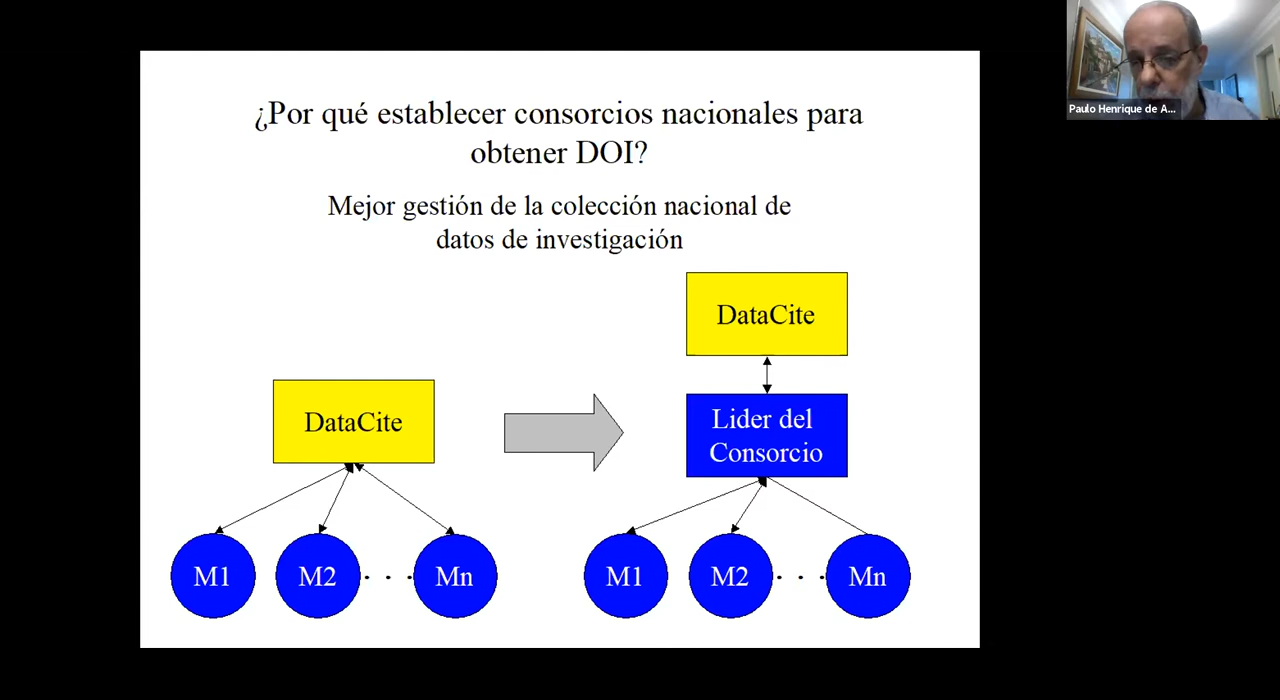 ¿Por qué establecer consorcios nacionales para
obtener DOI?
Mejor gestión de la colección nacional de
datos de investigación
DataCite
M1
M2
. . .
Mn
DataCite
Lider del
Consorcio
M1
M2
. . .
Mn
Paulo Henrique de A...